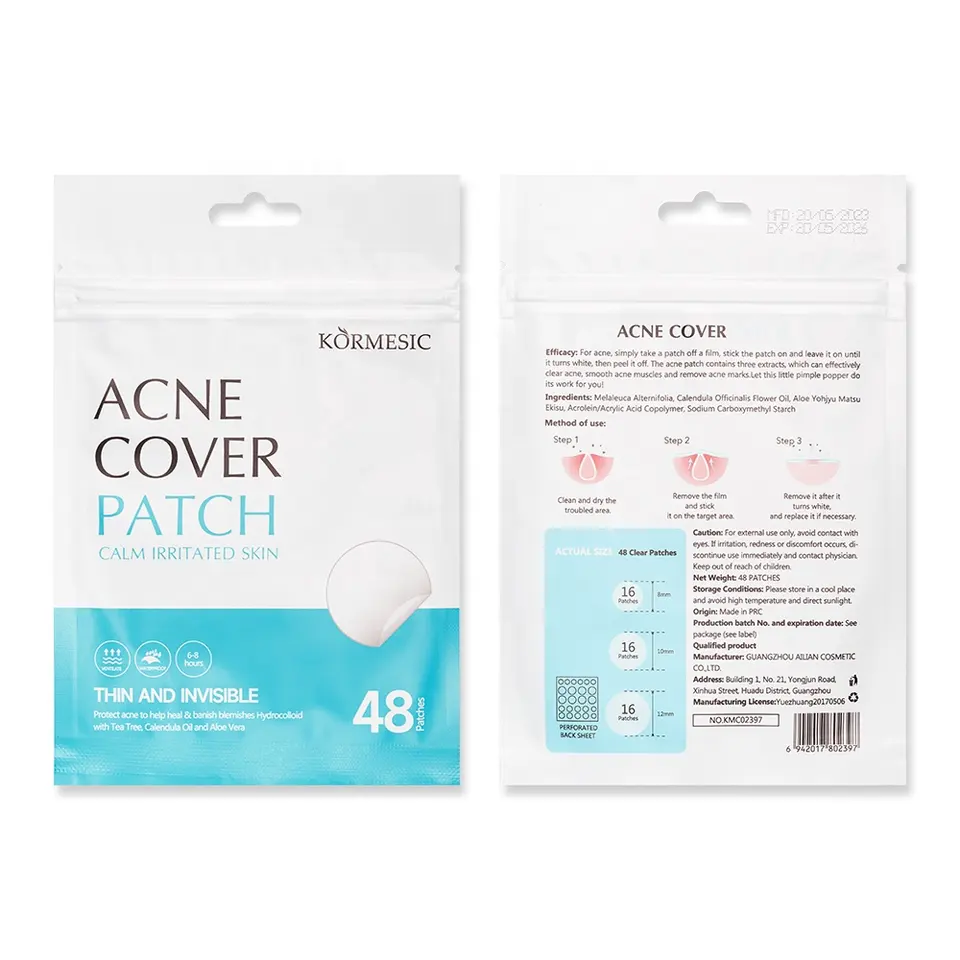 KORMESIC
ACNE
COVER
PATCH
CALM IRRITATED SKIN
VENTILATE
WATERPROOF
6-8
hours
THIN AND INVISIBLE
Protect acne to help heal & banish blemishes Hydrocolloid
with Tea Tree, Calendula Oil and Aloe Vera
48
Patches
MFD:20/05/2023
EXP:20/05/2026
ACNE COVER
Efficacy: For acne, simply take a patch off a film, stick the patch on and leave it on until
it turns white, then peel it off. The acne patch contains three extracts, which can effectively
clear acne, smooth acne muscles and remove acne marks.Let this little pimple popper do
its work for you!
Ingredients: Melaleuca Alternifolia, Calendula Officinalis Flower Oil, Aloe Yohjyu Matsu
Ekisu, Acrolein/Acrylic Acid Copolymer, Sodium Carboxymethyl Starch
Method of use:
Step 1
Clean and dry the
troubled area.
Step 2
Remove the film
and stick
it on the target area.
Step 3
Remove it after it
turns white,
and replace it if necessary.
ACTUAL SIZE 48 Clear Patches
16
Patches
8mm
16
Patches
10mm
16
Patches
12mm
PERFORATED
BACK SHEET
Caution: For external use only, avoid contact with
eyes. If irritation, redness or discomfort occurs, di-
scontinue use immediately and contact physician.
Keep out of reach of children.
Net Weight: 48 PATCHES
Storage Conditions: Please store in a cool place
and avoid high temperature and direct sunlight.
Origin: Made in PRC
Production batch No. and expiration date: See
package (see label)
Qualified product
Manufacturer: GUANGZHOU AILIAN COSMETIC
CO.,LTD.
Address: Building 1, No. 21, Yongjun Road,
Xinhua Street, Huadu District, Guangzhou
Manufacturing License:Yuezhuang20170506
NO.KMC02397
6 942017 802397